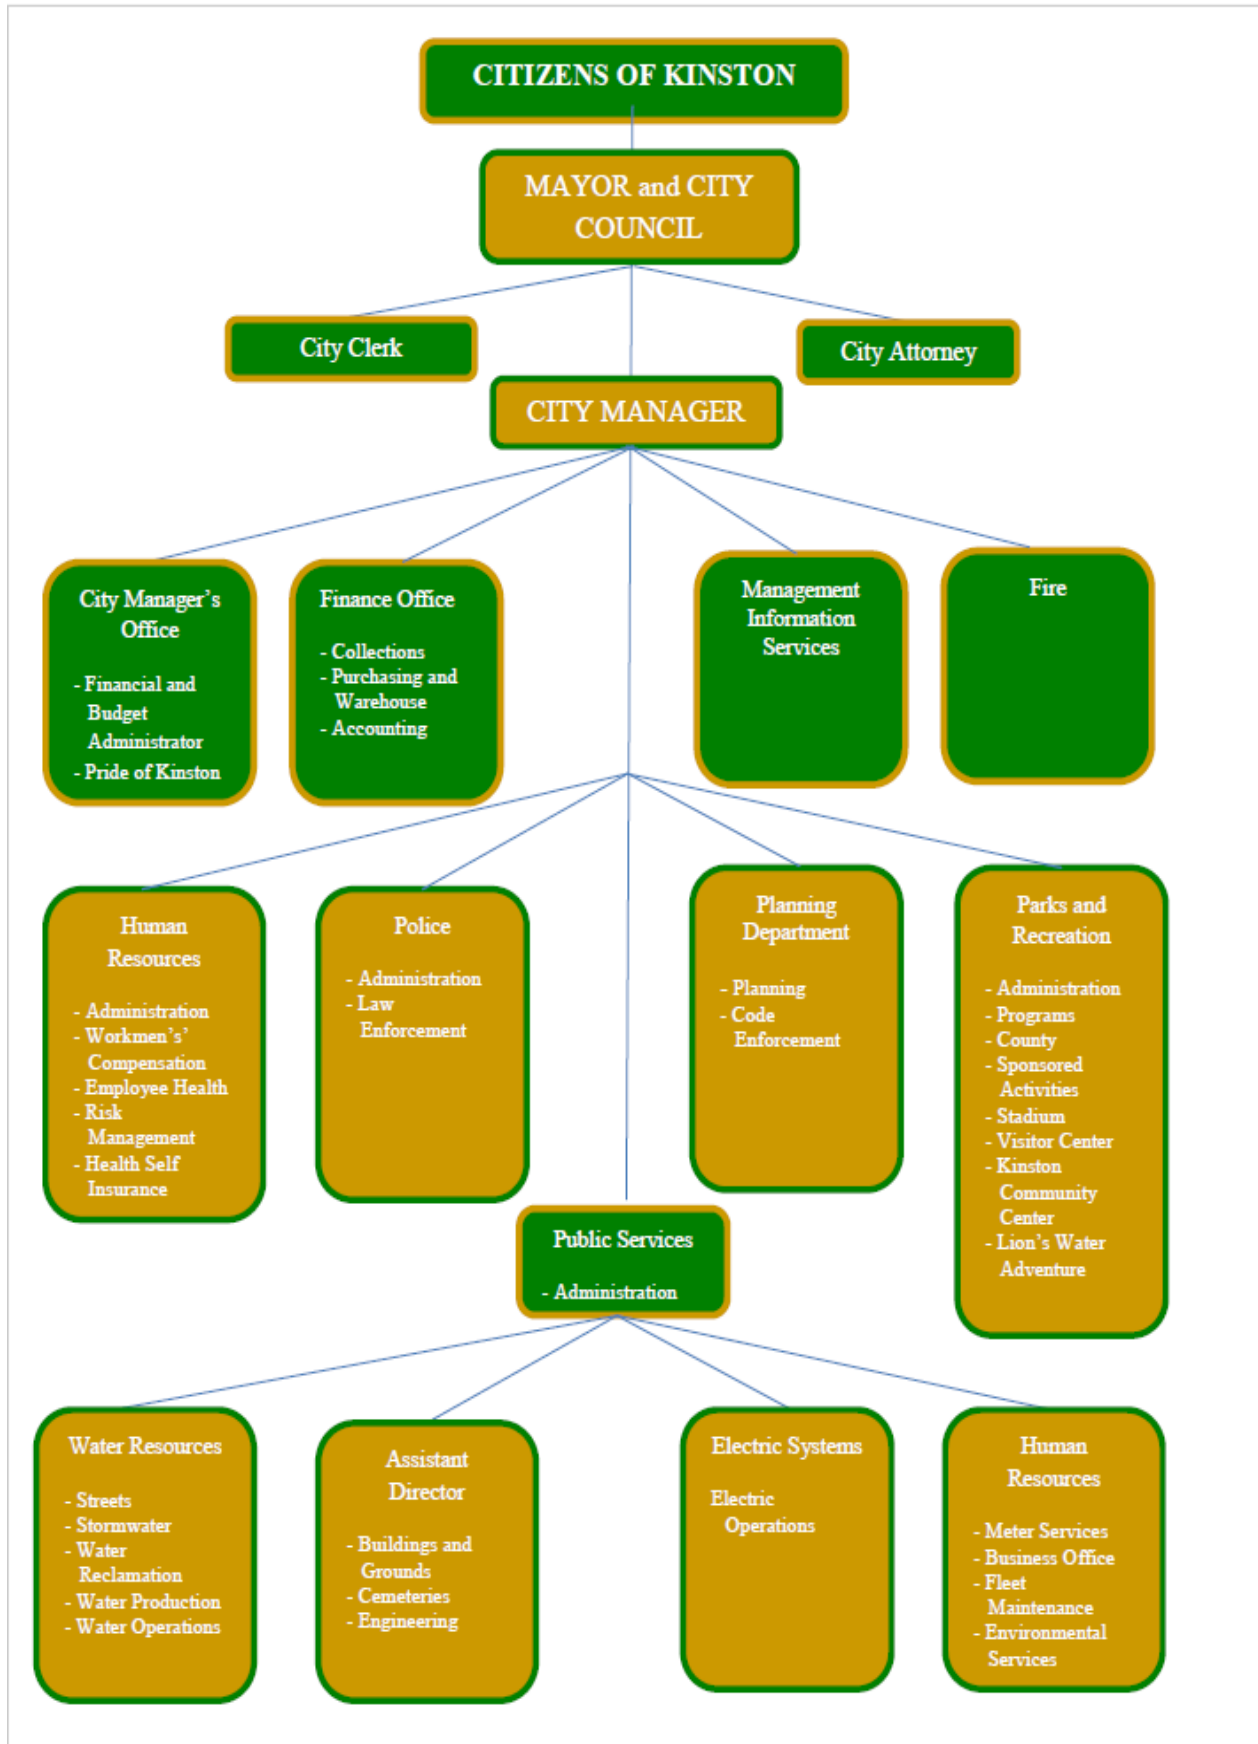 CITIZENS OF KINSTON
MAYOR and CITY
COUNCIL
City Clerk
City Attorney
CITY MANAGER
City Manager’s
Office
- Financial and
Budget
Administrator
- Pride of Kinston
Finance Office
- Collections
- Purchasing and
Warehouse
- Accounting
Management
Information
Services
Fire
Human
Resources
- Administration
- Workmen’s’
Compensation
- Employee Health
- Risk
Management
- Health Self
Insurance
Police
- Administration
- Law
Enforcement
Planning
Department
- Planning
- Code
Enforcement
Parks and
Recreation
- Administration
- Programs
- County
- Sponsored
Activities
- Stadium
- Visitor Center
- Kinston
Community
Center
- Lion’s Water
Adventure
Public Services
- Administration
Water Resources
- Streets
- Stormwater
- Water
Reclamation
- Water Production
- Water Operations
Assistant
Director
- Buildings and
Grounds
- Cemeteries
- Engineering
Electric Systems
Electric
Operations
Human
Resources
- Meter Services
- Business Office
- Fleet
Maintenance
- Environmental
Services